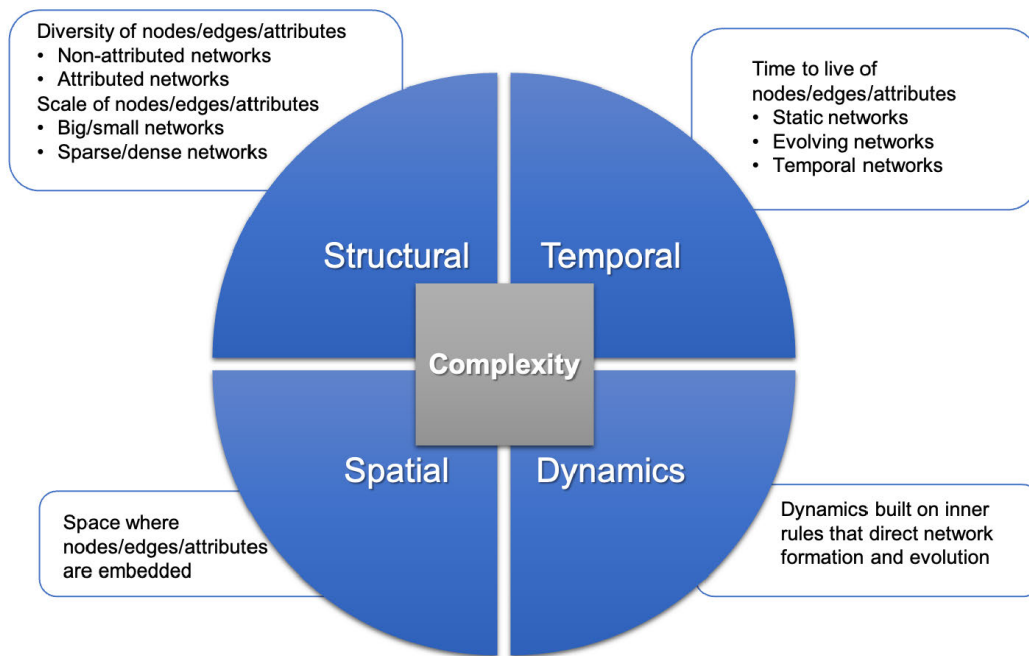 Diversity of nodes/edges/attributes
• Non-attributed networks
• Attributed networks
Scale of nodes/edges/attributes
• Big/small networks
• Sparse/dense networks
Time to live of
nodes/edges/attributes
• Static networks
• Evolving networks
• Temporal networks
Structural
Temporal
Complexity
Spatial
Dynamics
Space where
nodes/edges/attributes
are embedded
Dynamics built on inner
rules that direct network
formation and evolution